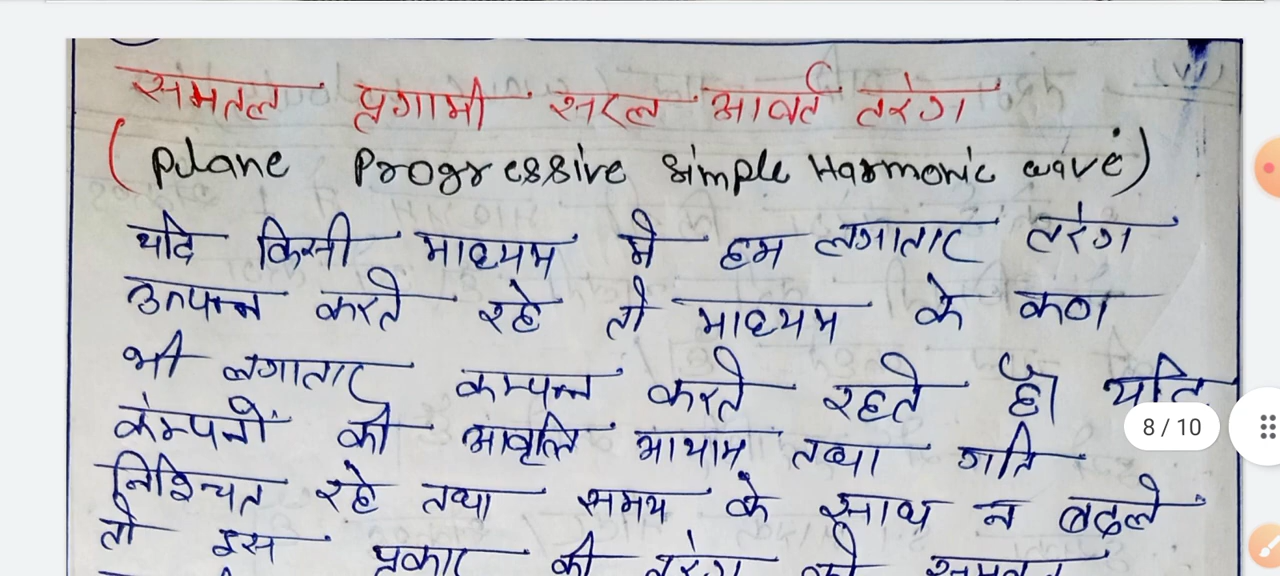 समतल प्रगामी सरल आवर्त तरंग
(Plane Progressive Simple Harmonic wave)
यदि किसी माध्यम मे हम लगातार तरंग
उत्पन्न करते रहे तो माध्यम के कण
भी लगातार कम्पन्न करते रहते है। यदि
कंम्पनों की आवृत्ति आयाम तथा गति
निश्चित रहे तथा समय के साथ न बदले
तो इस प्रकार की तरंग को समतल
8 / 10